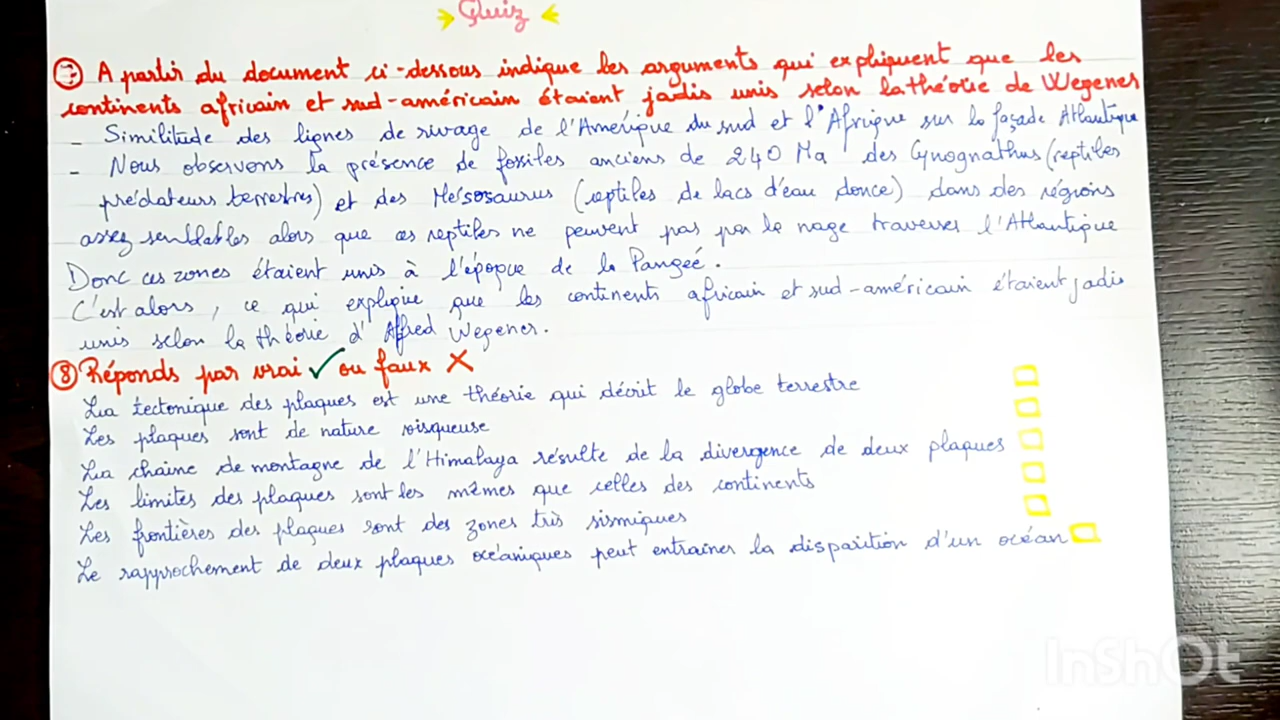 Quiz
⑦ A partir du document ci-dessous indique les arguments qui expliquent que les
continents africain et sud-américain étaient jadis unis selon la théorie de Wegener
- Similitude des lignes de rivage de l'Amérique du sud et l'Afrique sur la façade Atlantique
- Nous observons la présence de fossiles anciens de 240 Ma des Cynognathus (reptiles
prédateurs terrestres) et des Mésosaurus (reptiles de lacs d'eau douce) dans des régions
assez semblables alors que ces reptiles ne peuvent pas par la nage traverser l'Atlantique
Donc ces zones étaient unis à l'époque de la Pangeé.
C'est alors, ce qui explique que les continents africain et sud-américain étaient jadis
unis selon la théorie d'Alfred Wegener.
⑧ Réponds par vrai ✓ ou faux ✗
La tectonique des plaques est une théorie qui décrit le globe terrestre
Les plaques sont de nature visqueuse
La chaine de montagne de l'Himalaya résulte de la divergence de deux plaques
Les limites des plaques sont les mêmes que celles des continents
Les frontières des plaques sont des zones très sismiques
Le rapprochement de deux plaques océaniques peut entrainer la disparition d'un océan
InShOt